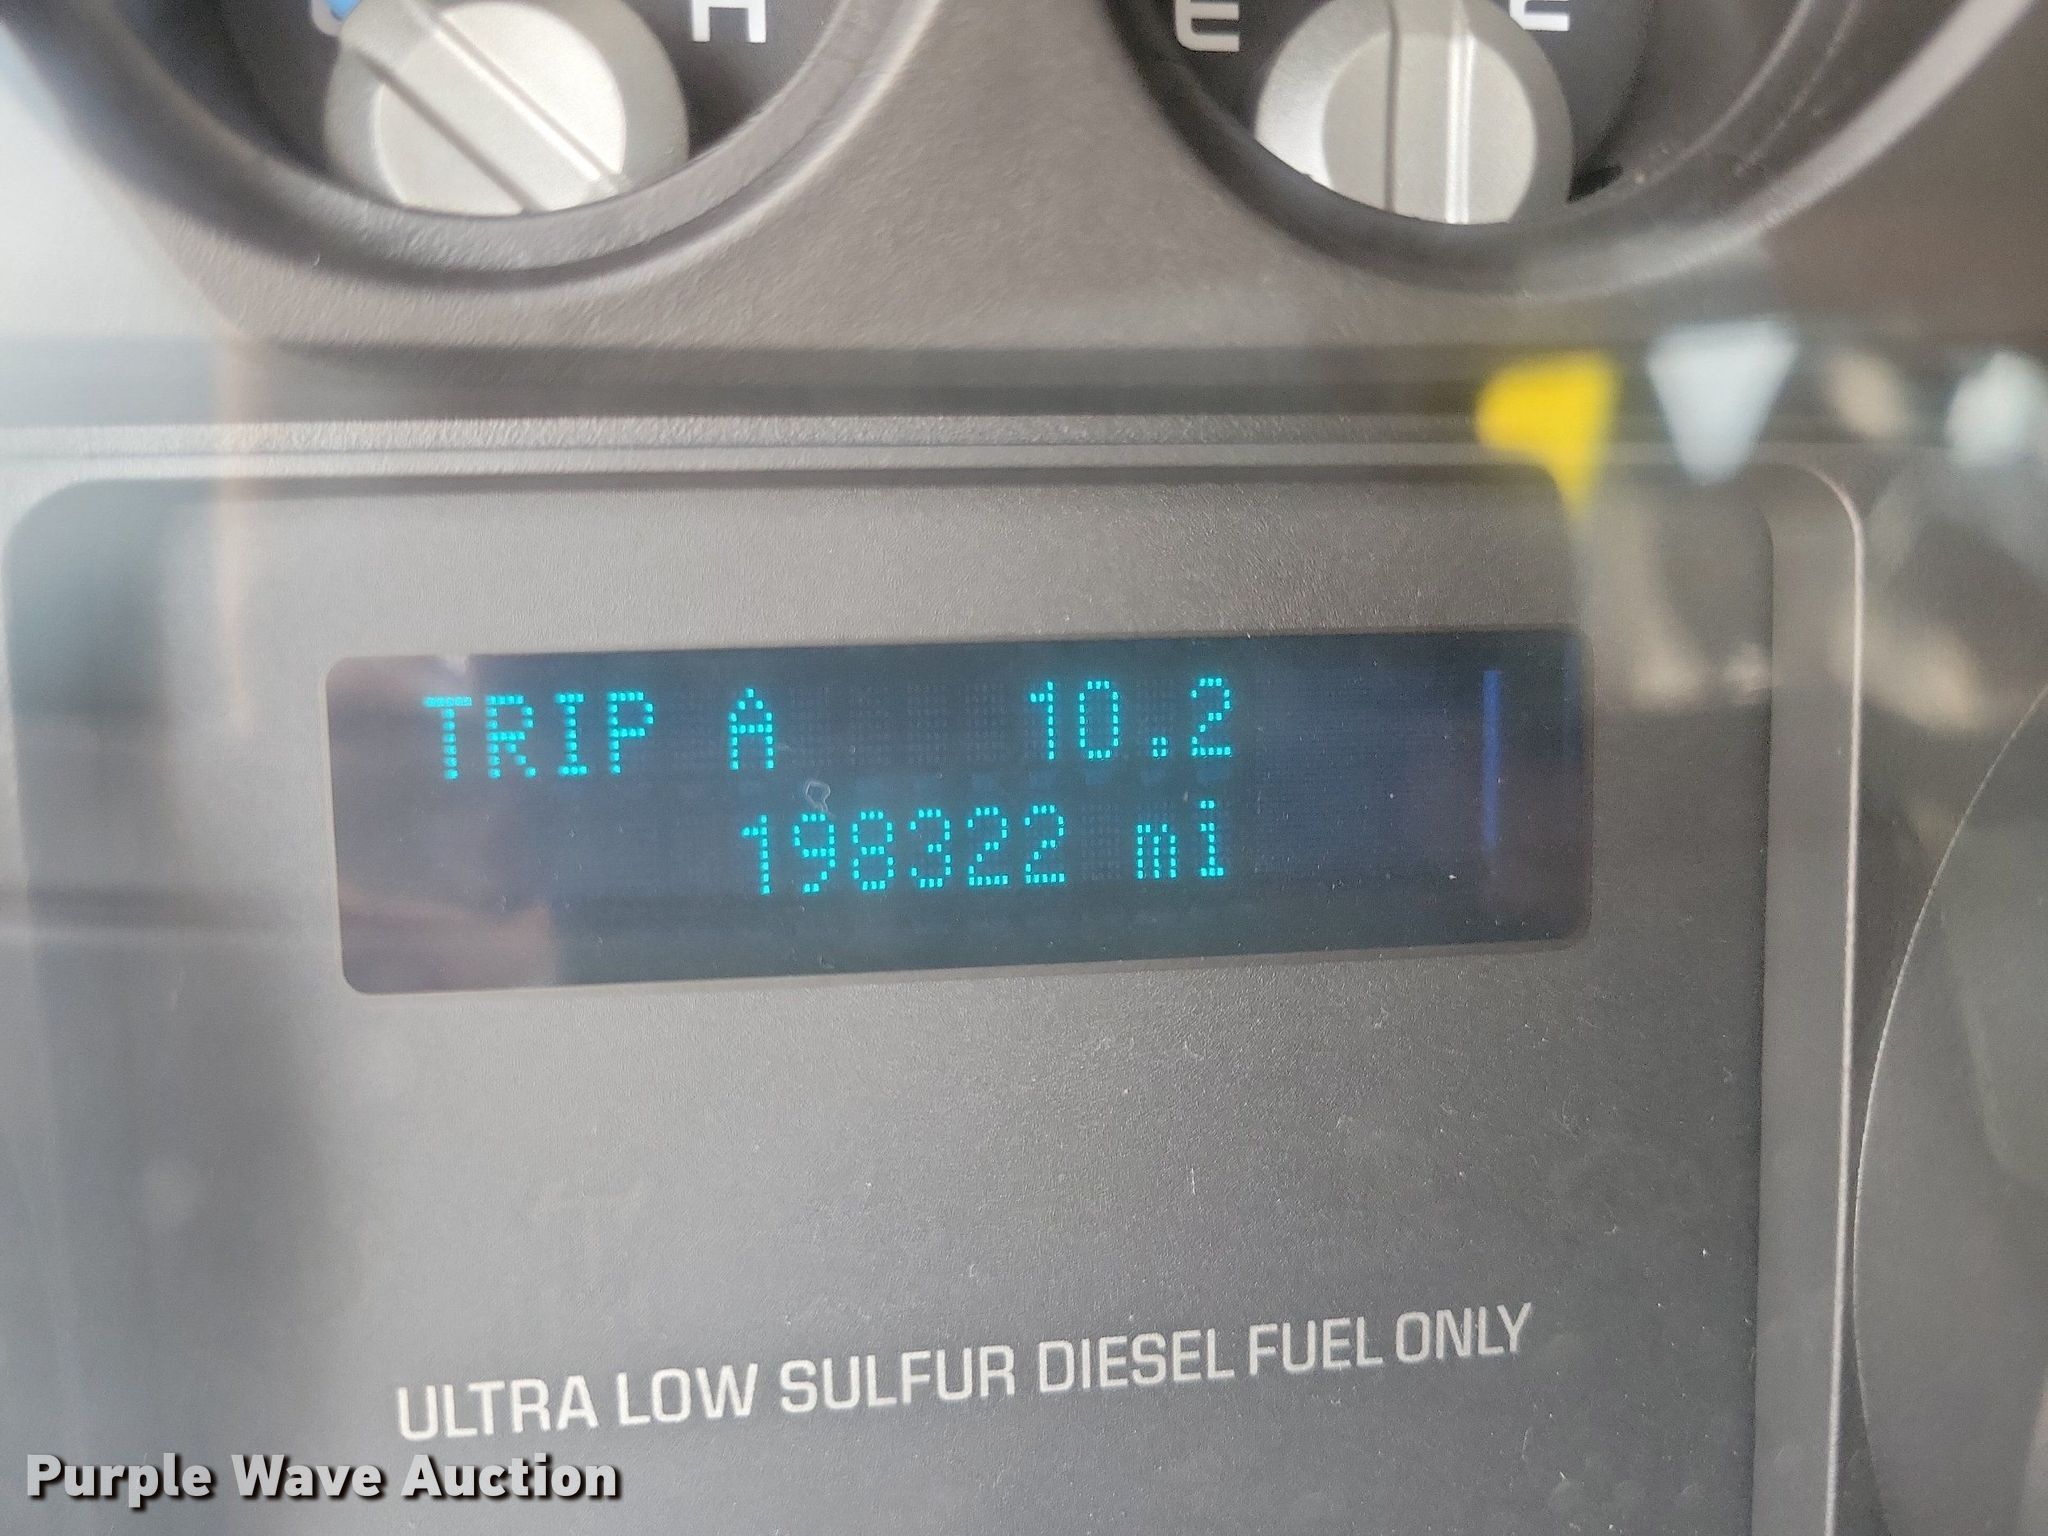 H
E
TRIP A 10.2
198322 mi
ULTRA LOW SULFUR DIESEL FUEL ONLY
Purple Wave Auction